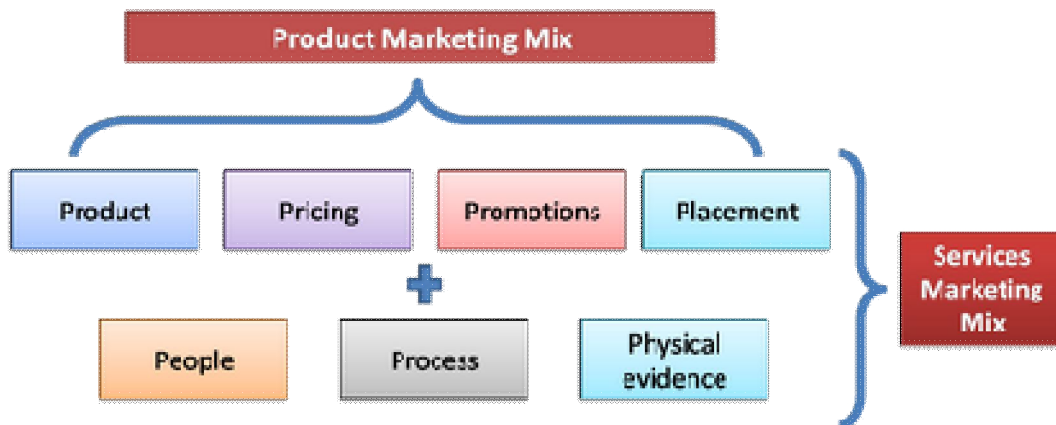 Product Marketing Mix
Product
Pricing
Promotions
Placement
Services
Marketing
Mix
People
Process
Physical
evidence